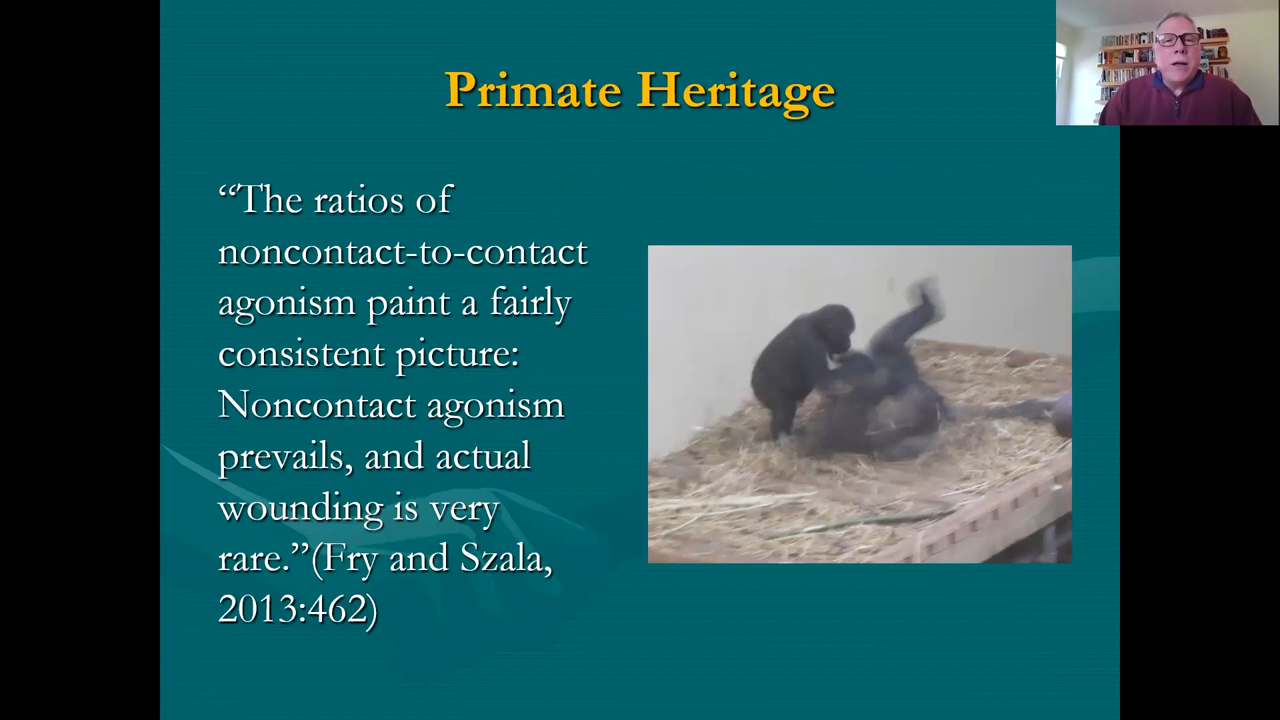 Primate Heritage
“The ratios of
noncontact-to-contact
agonism paint a fairly
consistent picture:
Noncontact agonism
prevails, and actual
wounding is very
rare.”(Fry and Szala,
2013:462)